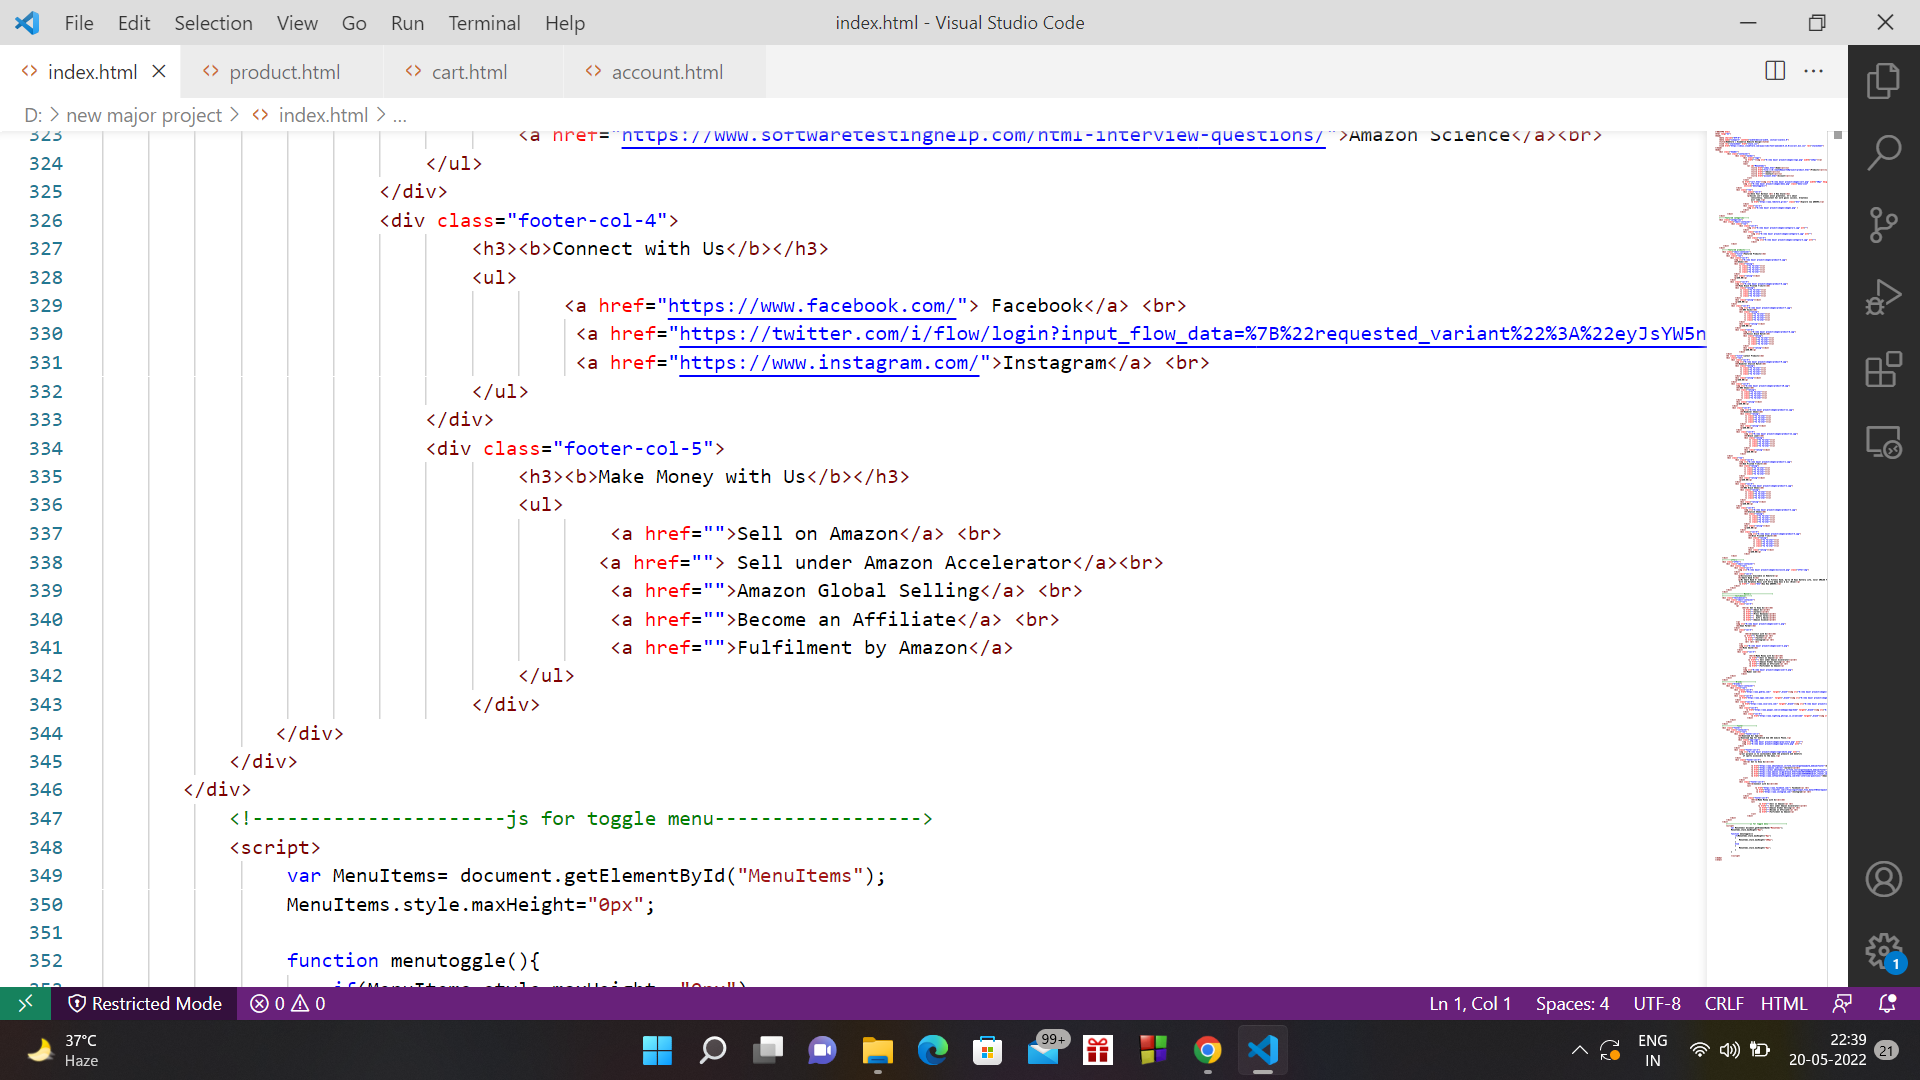 File Edit Selection View Go Run Terminal Help
index.html - Visual Studio Code
index.html product.html cart.html account.html
D: > new major project > index.html > ...
323 <a href="https://www.softwaretestinghelp.com/html-interview-questions/">Amazon Science</a><br>
324 </ul>
325 </div>
326 <div class="footer-col-4">
327 <h3><b>Connect with Us</b></h3>
328 <ul>
329 <a href="https://www.facebook.com/"> Facebook</a> <br>
330 <a href="https://twitter.com/i/flow/login?input_flow_data=%7B%22requested_variant%22%3A%22eyJsYW5n
331 <a href="https://www.instagram.com/">Instagram</a> <br>
332 </ul>
333 </div>
334 <div class="footer-col-5">
335 <h3><b>Make Money with Us</b></h3>
336 <ul>
337 <a href="">Sell on Amazon</a> <br>
338 <a href=""> Sell under Amazon Accelerator</a><br>
339 <a href="">Amazon Global Selling</a> <br>
340 <a href="">Become an Affiliate</a> <br>
341 <a href="">Fulfilment by Amazon</a>
342 </ul>
343 </div>
344 </div>
345 </div>
346 </div>
347 <!----------------------js for toggle menu------------------>
348 <script>
349 var MenuItems= document.getElementById("MenuItems");
350 MenuItems.style.maxHeight="0px";
351
352 function menutoggle(){
1
Restricted Mode 0 0
Ln 1, Col 1 Spaces: 4 UTF-8 CRLF HTML
37°C
Haze
99+
ENG
IN
22:39
20-05-2022
21